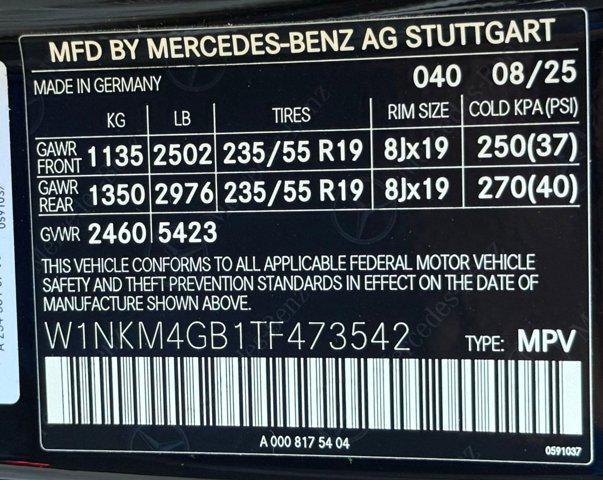 MFD BY MERCEDES-BENZ AG STUTTGART
MADE IN GERMANY 040 08/25
KG LB TIRES RIM SIZE COLD KPA(PSI)
GAWR FRONT 1135 2502 235/55 R19 8Jx19 250(37)
GAWR REAR 1350 2976 235/55 R19 8Jx19 270(40)
GVWR 2460 5423
THIS VEHICLE CONFORMS TO ALL APPLICABLE FEDERAL MOTOR VEHICLE
SAFETY AND THEFT PREVENTION STANDARDS IN EFFECT ON THE DATE OF
MANUFACTURE SHOWN ABOVE.
W1NKM4GB1TF473542 TYPE: MPV
A 000 817 54 04
0591037
0591037